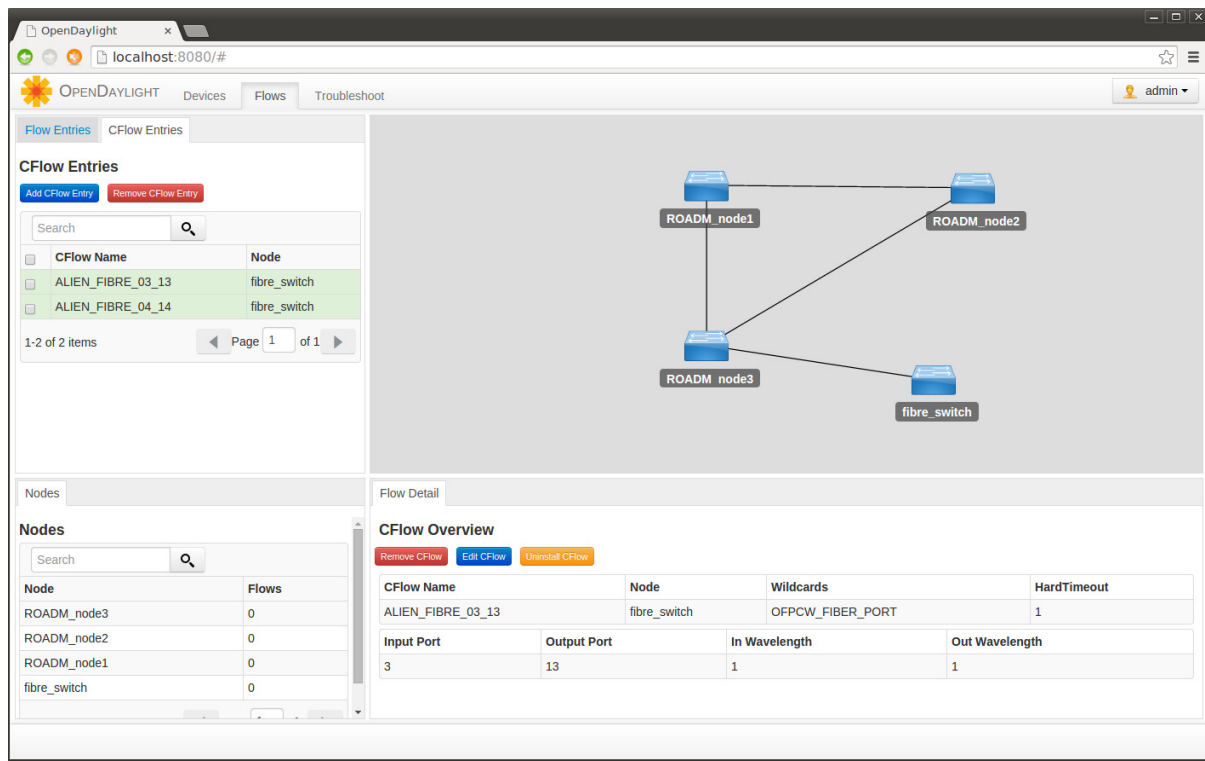 OpenDaylight
localhost:8080/#
OPENDAYLIGHT Devices Flows Troubleshoot admin
Flow Entries CFlow Entries
CFlow Entries
Add CFlow Entry Remove CFlow Entry
Search
CFlow Name Node
ALIEN_FIBRE_03_13 fibre_switch
ALIEN_FIBRE_04_14 fibre_switch
1-2 of 2 items Page 1 of 1
ROADM_node1
ROADM_node2
ROADM_node3
fibre_switch
Nodes
Nodes
Search
Node Flows
ROADM_node3 0
ROADM_node2 0
ROADM_node1 0
fibre_switch 0
Flow Detail
CFlow Overview
Remove CFlow Edit CFlow Uninstall CFlow
CFlow Name Node Wildcards HardTimeout
ALIEN_FIBRE_03_13 fibre_switch OFPCW_FIBER_PORT 1
Input Port Output Port In Wavelength Out Wavelength
3 13 1 1